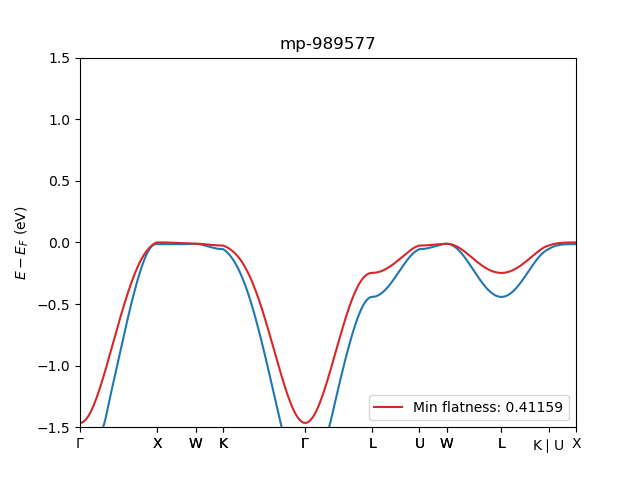 mp-989577
E − E_F (eV)
1.5
1.0
0.5
0.0
−0.5
−1.0
−1.5
Min flatness: 0.41159
Γ X W K Γ L U W L K | U X